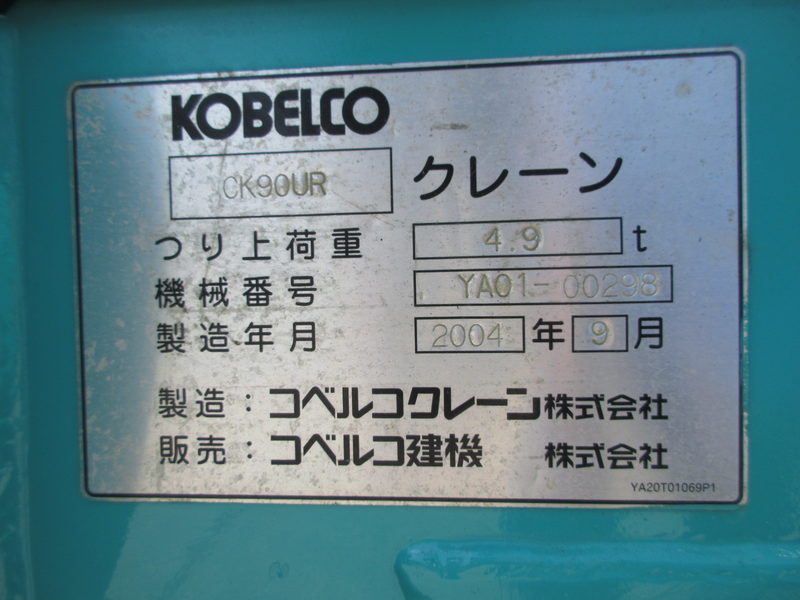 KOBELCO
CK90UR クレーン
つり上荷重 4.9 t
機械番号 YA01-00298
製造年月 2004 年 9 月
製造：コベルコクレーン株式会社
販売：コベルコ建機 株式会社
YA20T01069P1